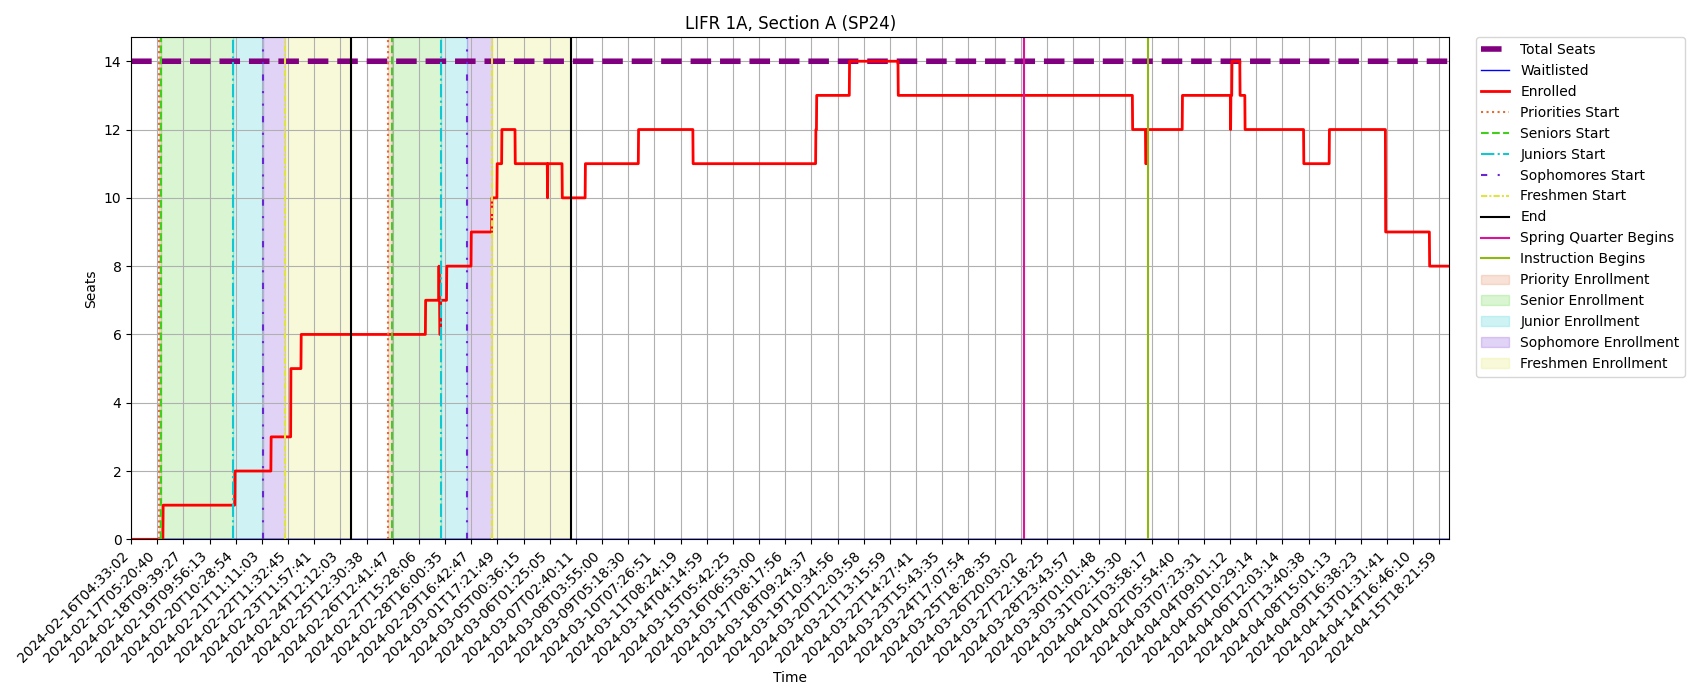 LIFR 1A, Section A (SP24)
Seats
14
12
10
8
6
4
2
0
2024-02-16T04:33:02
2024-02-17T05:20:40
2024-02-18T09:39:27
2024-02-19T09:56:13
2024-02-20T10:28:54
2024-02-21T11:11:03
2024-02-22T11:32:45
2024-02-23T11:57:41
2024-02-24T12:12:03
2024-02-25T12:30:38
2024-02-26T12:41:47
2024-02-27T15:28:06
2024-02-28T16:00:35
2024-02-29T16:42:47
2024-03-01T17:21:49
2024-03-05T00:36:15
2024-03-06T01:25:05
2024-03-07T02:40:11
2024-03-08T03:55:00
2024-03-09T05:18:30
2024-03-10T07:26:51
2024-03-11T08:24:19
2024-03-14T04:14:59
2024-03-15T05:42:25
2024-03-16T06:53:00
2024-03-17T08:17:56
2024-03-18T09:24:37
2024-03-19T10:34:56
2024-03-20T12:03:58
2024-03-21T13:15:59
2024-03-22T14:27:41
2024-03-23T15:43:35
2024-03-24T17:07:54
2024-03-25T18:28:35
2024-03-26T20:03:02
2024-03-27T22:18:25
2024-03-28T23:43:57
2024-03-30T01:01:48
2024-03-31T02:15:30
2024-04-01T03:58:17
2024-04-02T05:54:40
2024-04-03T07:23:31
2024-04-04T09:01:12
2024-04-05T10:29:14
2024-04-06T12:03:14
2024-04-07T13:40:38
2024-04-08T15:01:13
2024-04-09T16:38:23
2024-04-13T01:31:41
2024-04-14T16:46:10
2024-04-15T18:21:59
Time
Total Seats
Waitlisted
Enrolled
Priorities Start
Seniors Start
Juniors Start
Sophomores Start
Freshmen Start
End
Spring Quarter Begins
Instruction Begins
Priority Enrollment
Senior Enrollment
Junior Enrollment
Sophomore Enrollment
Freshmen Enrollment